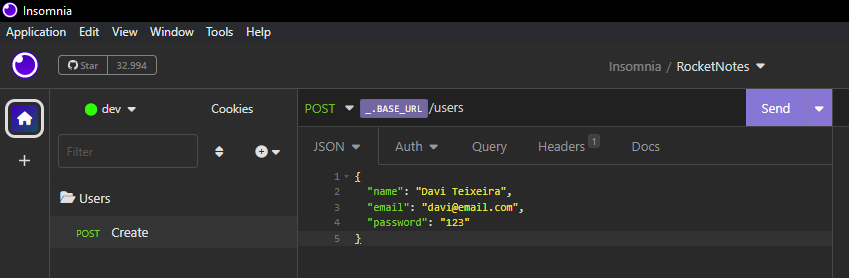 Insomnia
Application Edit View Window Tools Help
Star 32.994
Insomnia / RocketNotes
dev Cookies
POST _.BASE_URL /users Send
Filter
JSON Auth Query Headers 1 Docs
Users
POST Create
1 {
2 "name": "Davi Teixeira",
3 "email": "davi@email.com",
4 "password": "123"
5 }